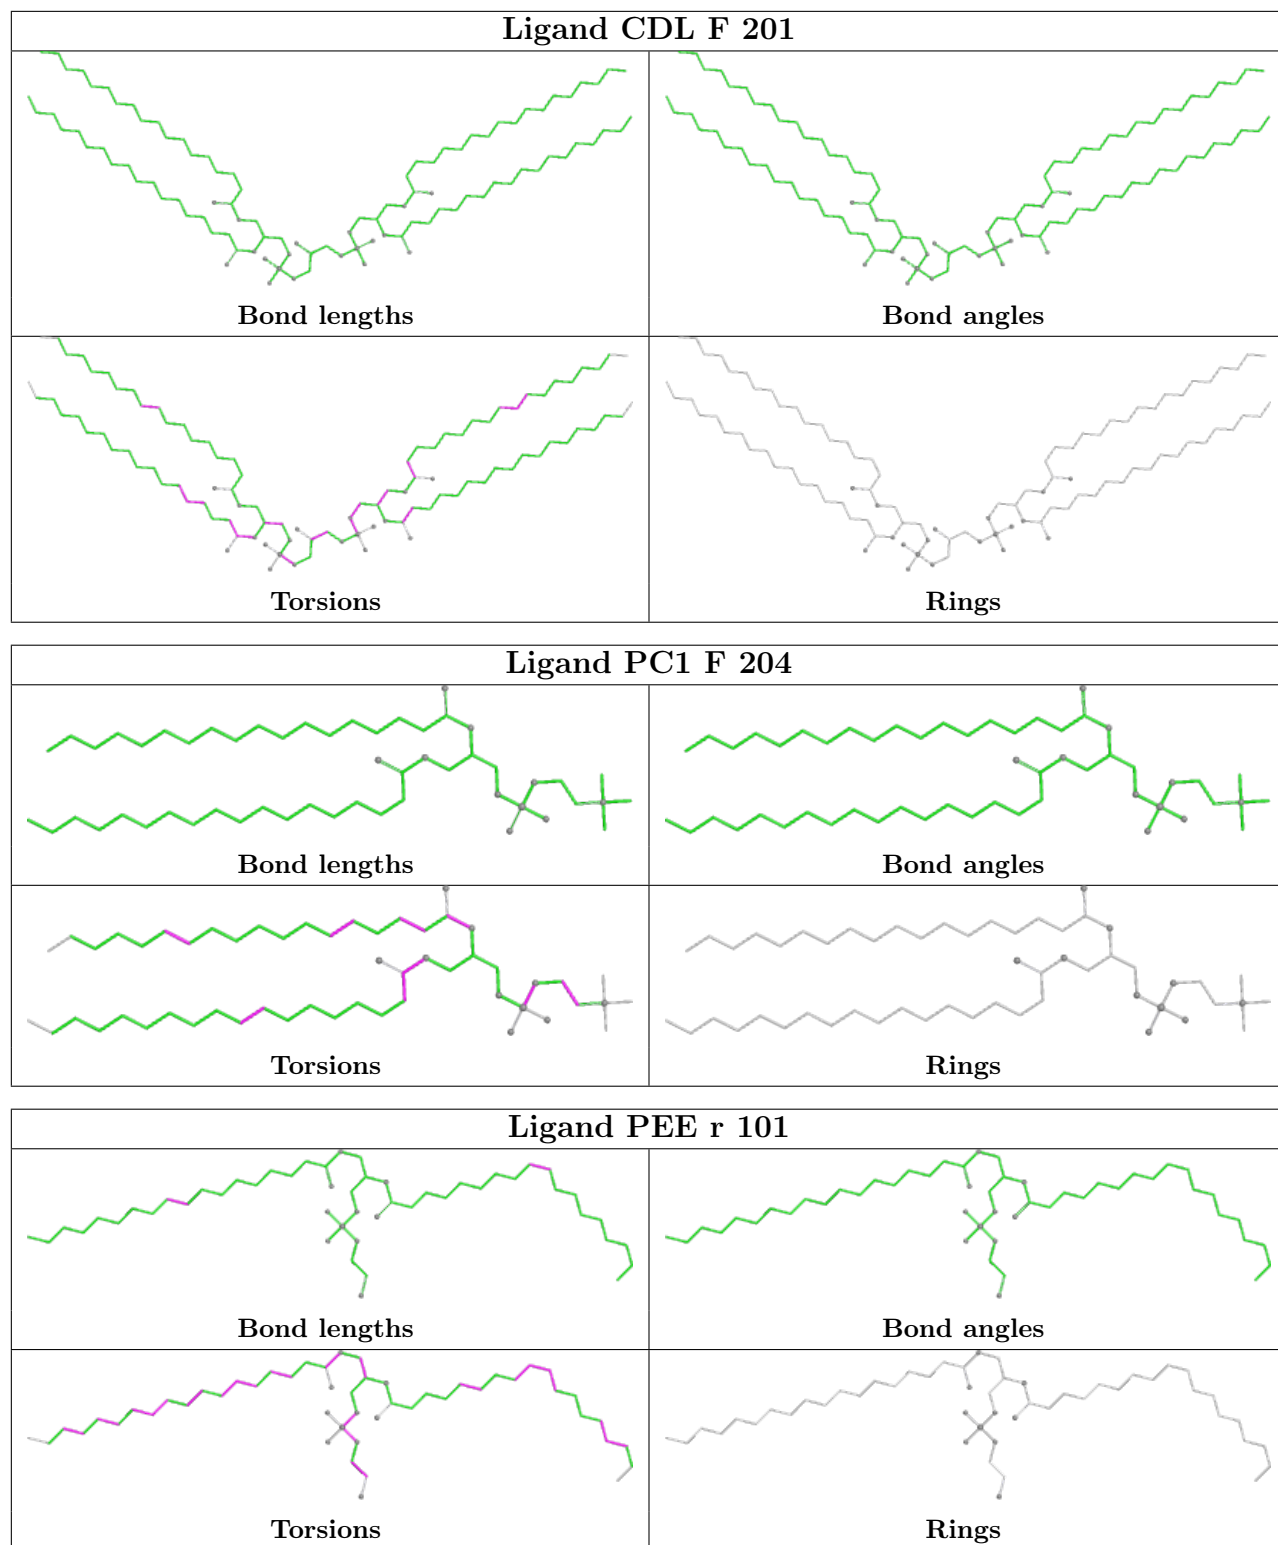 Ligand CDL F 201
Bond lengths
Bond angles
Torsions
Rings
Ligand PC1 F 204
Bond lengths
Bond angles
Torsions
Rings
Ligand PEE r 101
Bond lengths
Bond angles
Torsions
Rings